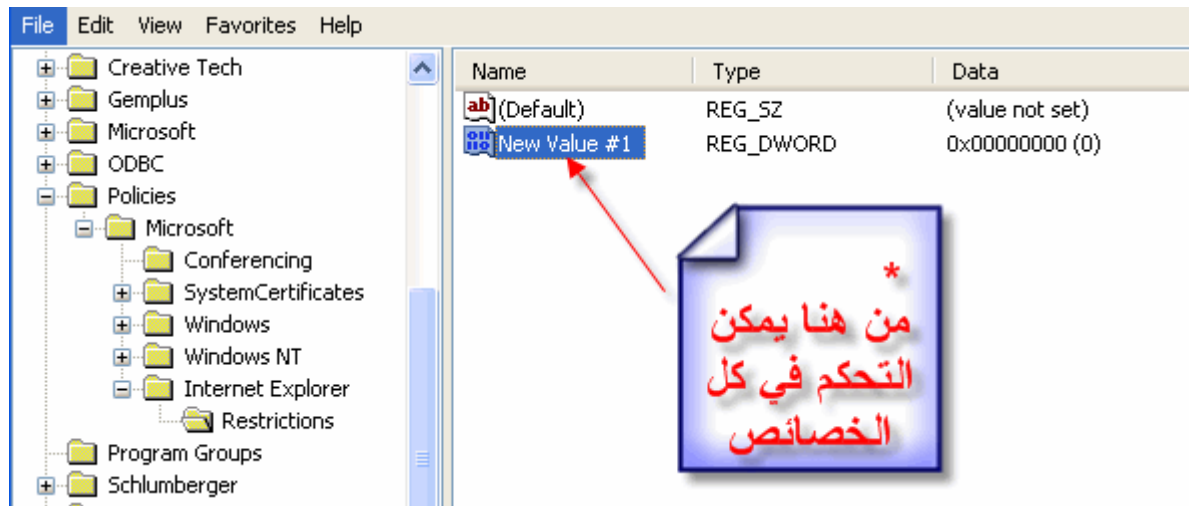 File Edit View Favorites Help
Creative Tech
Gemplus
Microsoft
ODBC
Policies
Microsoft
Conferencing
SystemCertificates
Windows
Windows NT
Internet Explorer
Restrictions
Program Groups
Schlumberger
Name Type Data
(Default) REG_SZ (value not set)
New Value #1 REG_DWORD 0x00000000 (0)
*
من هنا يمكن
التحكم في كل
الخصائص